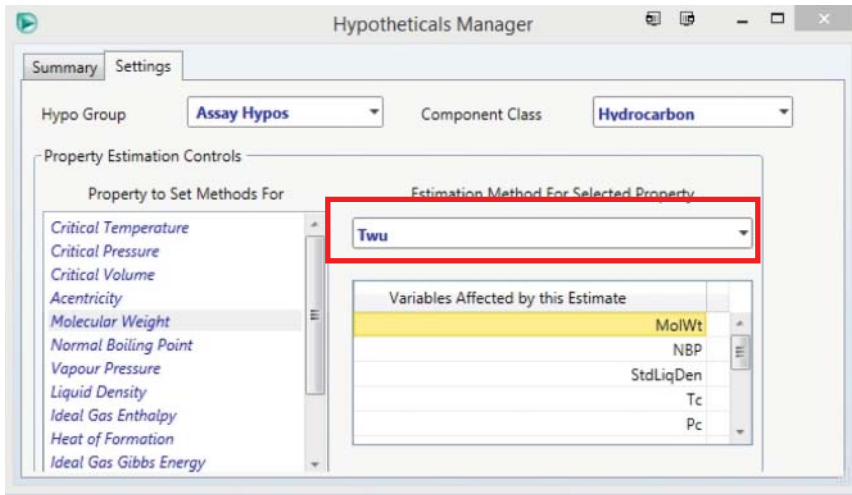 Hypotheticals Manager
Summary Settings
Hypo Group Assay Hypos Component Class Hydrocarbon
Property Estimation Controls
Property to Set Methods For Estimation Method For Selected Property
Twu
Critical Temperature
Critical Pressure
Critical Volume
Acentricity
Molecular Weight
Normal Boiling Point
Vapour Pressure
Liquid Density
Ideal Gas Enthalpy
Heat of Formation
Ideal Gas Gibbs Energy
Variables Affected by this Estimate
MolWt
NBP
StdLiqDen
Tc
Pc